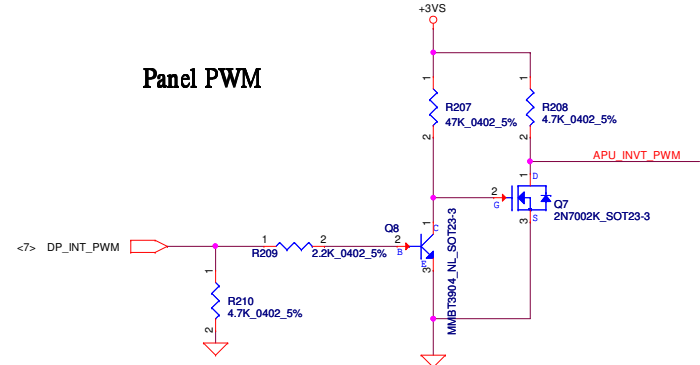 +3VS
Panel PWM
1
1
R207
47K_0402_5%
R208
4.7K_0402_5%
2
2
APU_INVT_PWM
1
D
2
G
Q7
2N7002K_SOT23-3
S
3
1
C
Q8
<7> DP_INT_PWM
1
2
2
B
R209
2.2K_0402_5%
E
3
MMBT3904_NL_SOT23-3
1
R210
4.7K_0402_5%
2